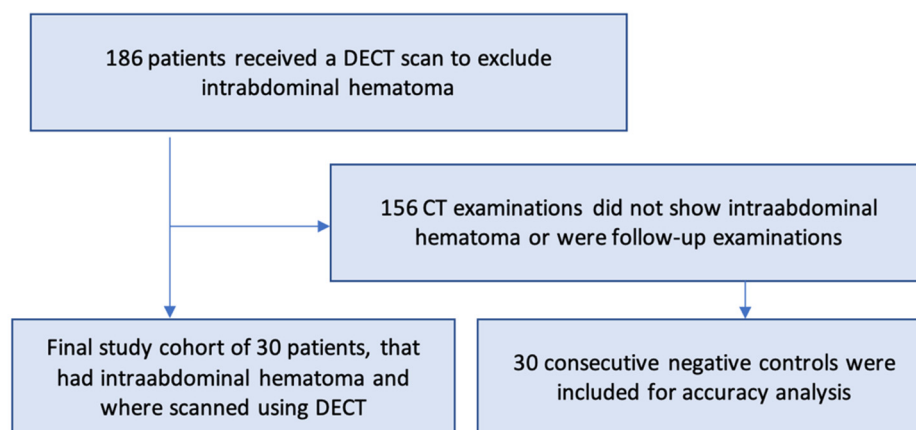 186 patients received a DECT scan to exclude
intrabdominal hematoma
156 CT examinations did not show intraabdominal
hematoma or were follow-up examinations
Final study cohort of 30 patients, that
had intraabdominal hematoma and
where scanned using DECT
30 consecutive negative controls were
included for accuracy analysis